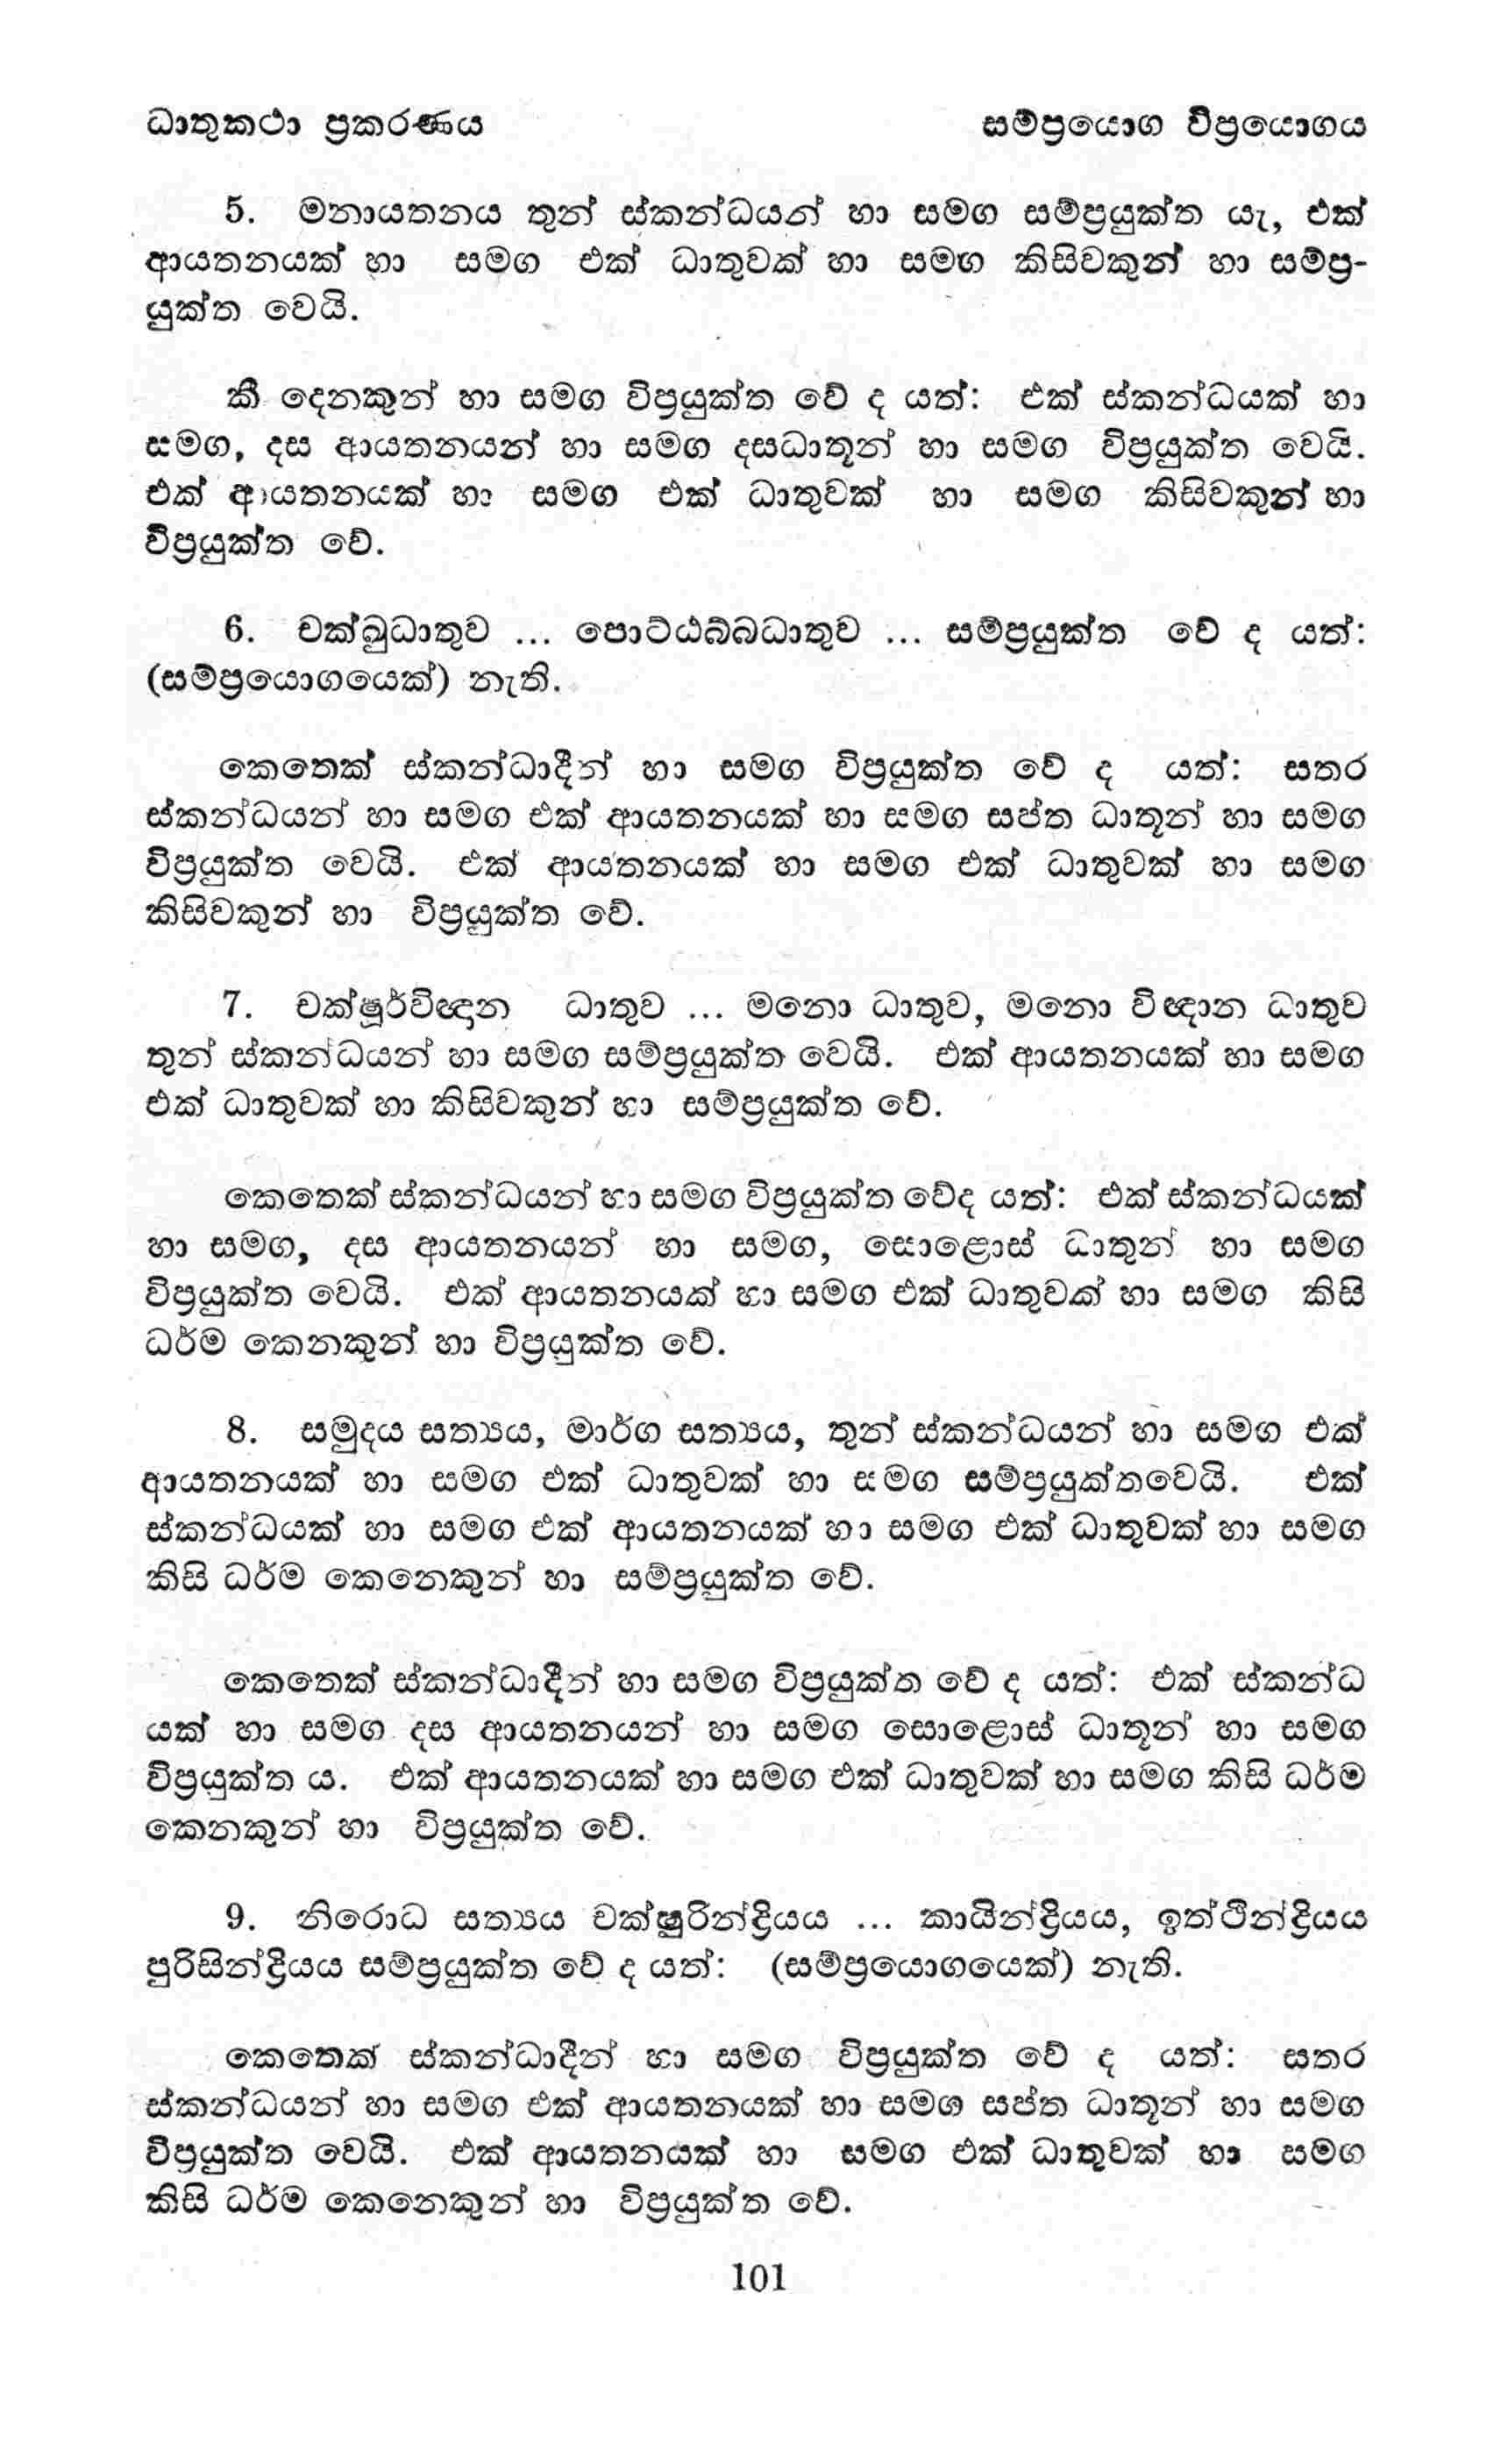 ධාතුකථා ප්‍රකරණය සම්ප්‍රයොග විප්‍රයොගය
5. මනායතනය තුන් ස්කන්ධයන් හා සමග සම්ප්‍රයුක්ත යැ, එක්
ආයතනයක් හා සමග එක් ධාතුවක් හා සමඟ කිසිවකුන් හා සම්ප්‍ර-
යුක්ත වෙයි.
කී දෙනකුන් හා සමග විප්‍රයුක්ත වේ ද යත්: එක් ස්කන්ධයක් හා
සමග, දස ආයතනයන් හා සමග දසධාතූන් හා සමග විප්‍රයුක්ත වෙයි.
එක් ආයතනයක් හා සමග එක් ධාතුවක් හා සමග කිසිවකුන් හා
විප්‍රයුක්ත වේ.
6. චක්ඛුධාතුව ... පොට්ඨබ්බධාතුව ... සම්ප්‍රයුක්ත වේ ද යත්:
(සම්ප්‍රයොගයෙක්) නැති.
කෙතෙක් ස්කන්ධාදීන් හා සමග විප්‍රයුක්ත වේ ද යත්: සතර
ස්කන්ධයන් හා සමග එක් ආයතනයක් හා සමග සප්ත ධාතූන් හා සමග
විප්‍රයුක්ත වෙයි. එක් ආයතනයක් හා සමග එක් ධාතුවක් හා සමග
කිසිවකුන් හා විප්‍රයුක්ත වේ.
7. චක්ෂූර්විඥාන ධාතුව ... මනො ධාතුව, මනො විඥාන ධාතුව
තුන් ස්කන්ධයන් හා සමග සම්ප්‍රයුක්ත වෙයි. එක් ආයතනයක් හා සමග
එක් ධාතුවක් හා කිසිවකුන් හා සම්ප්‍රයුක්ත වේ.
කෙතෙක් ස්කන්ධයන් හා සමග විප්‍රයුක්ත වේද යත්: එක් ස්කන්ධයක්
හා සමග, දස ආයතනයන් හා සමග, සොළොස් ධාතුන් හා සමග
විප්‍රයුක්ත වෙයි. එක් ආයතනයක් හා සමග එක් ධාතුවක් හා සමග කිසි
ධර්ම කෙනකුන් හා විප්‍රයුක්ත වේ.
8. සමුදය සත්‍යය, මාර්ග සත්‍යය, තුන් ස්කන්ධයන් හා සමග එක්
ආයතනයක් හා සමග එක් ධාතුවක් හා සමග සම්ප්‍රයුක්තවෙයි. එක්
ස්කන්ධයක් හා සමග එක් ආයතනයක් හා සමග එක් ධාතුවක් හා සමග
කිසි ධර්ම කෙනෙකුන් හා සම්ප්‍රයුක්ත වේ.
කෙතෙක් ස්කන්ධාදීන් හා සමග විප්‍රයුක්ත වේ ද යත්: එක් ස්කන්ධ
යක් හා සමග දස ආයතනයන් හා සමග සොළොස් ධාතූන් හා සමග
විප්‍රයුක්ත ය. එක් ආයතනයක් හා සමග එක් ධාතුවක් හා සමග කිසි ධර්ම
කෙනකුන් හා විප්‍රයුක්ත වේ.
9. නිරොධ සත්‍යය චක්ෂුරින්ද්‍රියය ... කායින්ද්‍රියය, ඉත්ථින්ද්‍රියය
පුරිසින්ද්‍රියය සම්ප්‍රයුක්ත වේ ද යත්: (සම්ප්‍රයොගයෙක්) නැති.
කෙතෙක් ස්කන්ධාදීන් හා සමග විප්‍රයුක්ත වේ ද යත්: සතර
ස්කන්ධයන් හා සමග එක් ආයතනයක් හා සමග සප්ත ධාතූන් හා සමග
විප්‍රයුක්ත වෙයි. එක් ආයතනයක් හා සමග එක් ධාතුවක් හා සමග
කිසි ධර්ම කෙනෙකුන් හා විප්‍රයුක්ත වේ.
101